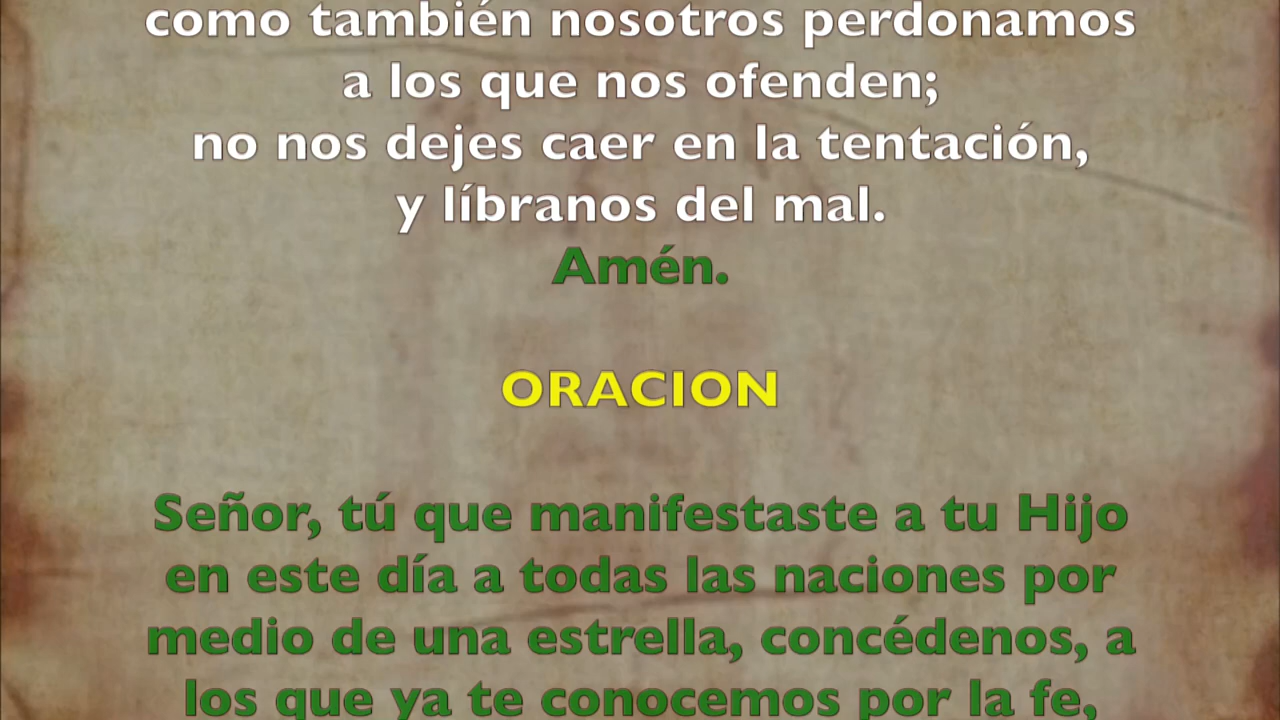 como también nosotros perdonamos
a los que nos ofenden;
no nos dejes caer en la tentación,
y líbranos del mal.
Amén.
ORACION
Señor, tú que manifestaste a tu Hijo
en este día a todas las naciones por
medio de una estrella, concédenos, a
los que ya te conocemos por la fe,